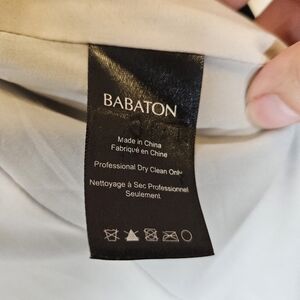 BABATON
Made in China
Fabriqué en Chine
Professional Dry Clean Only
Nettoyage à Sec Professionnel
Seulement.